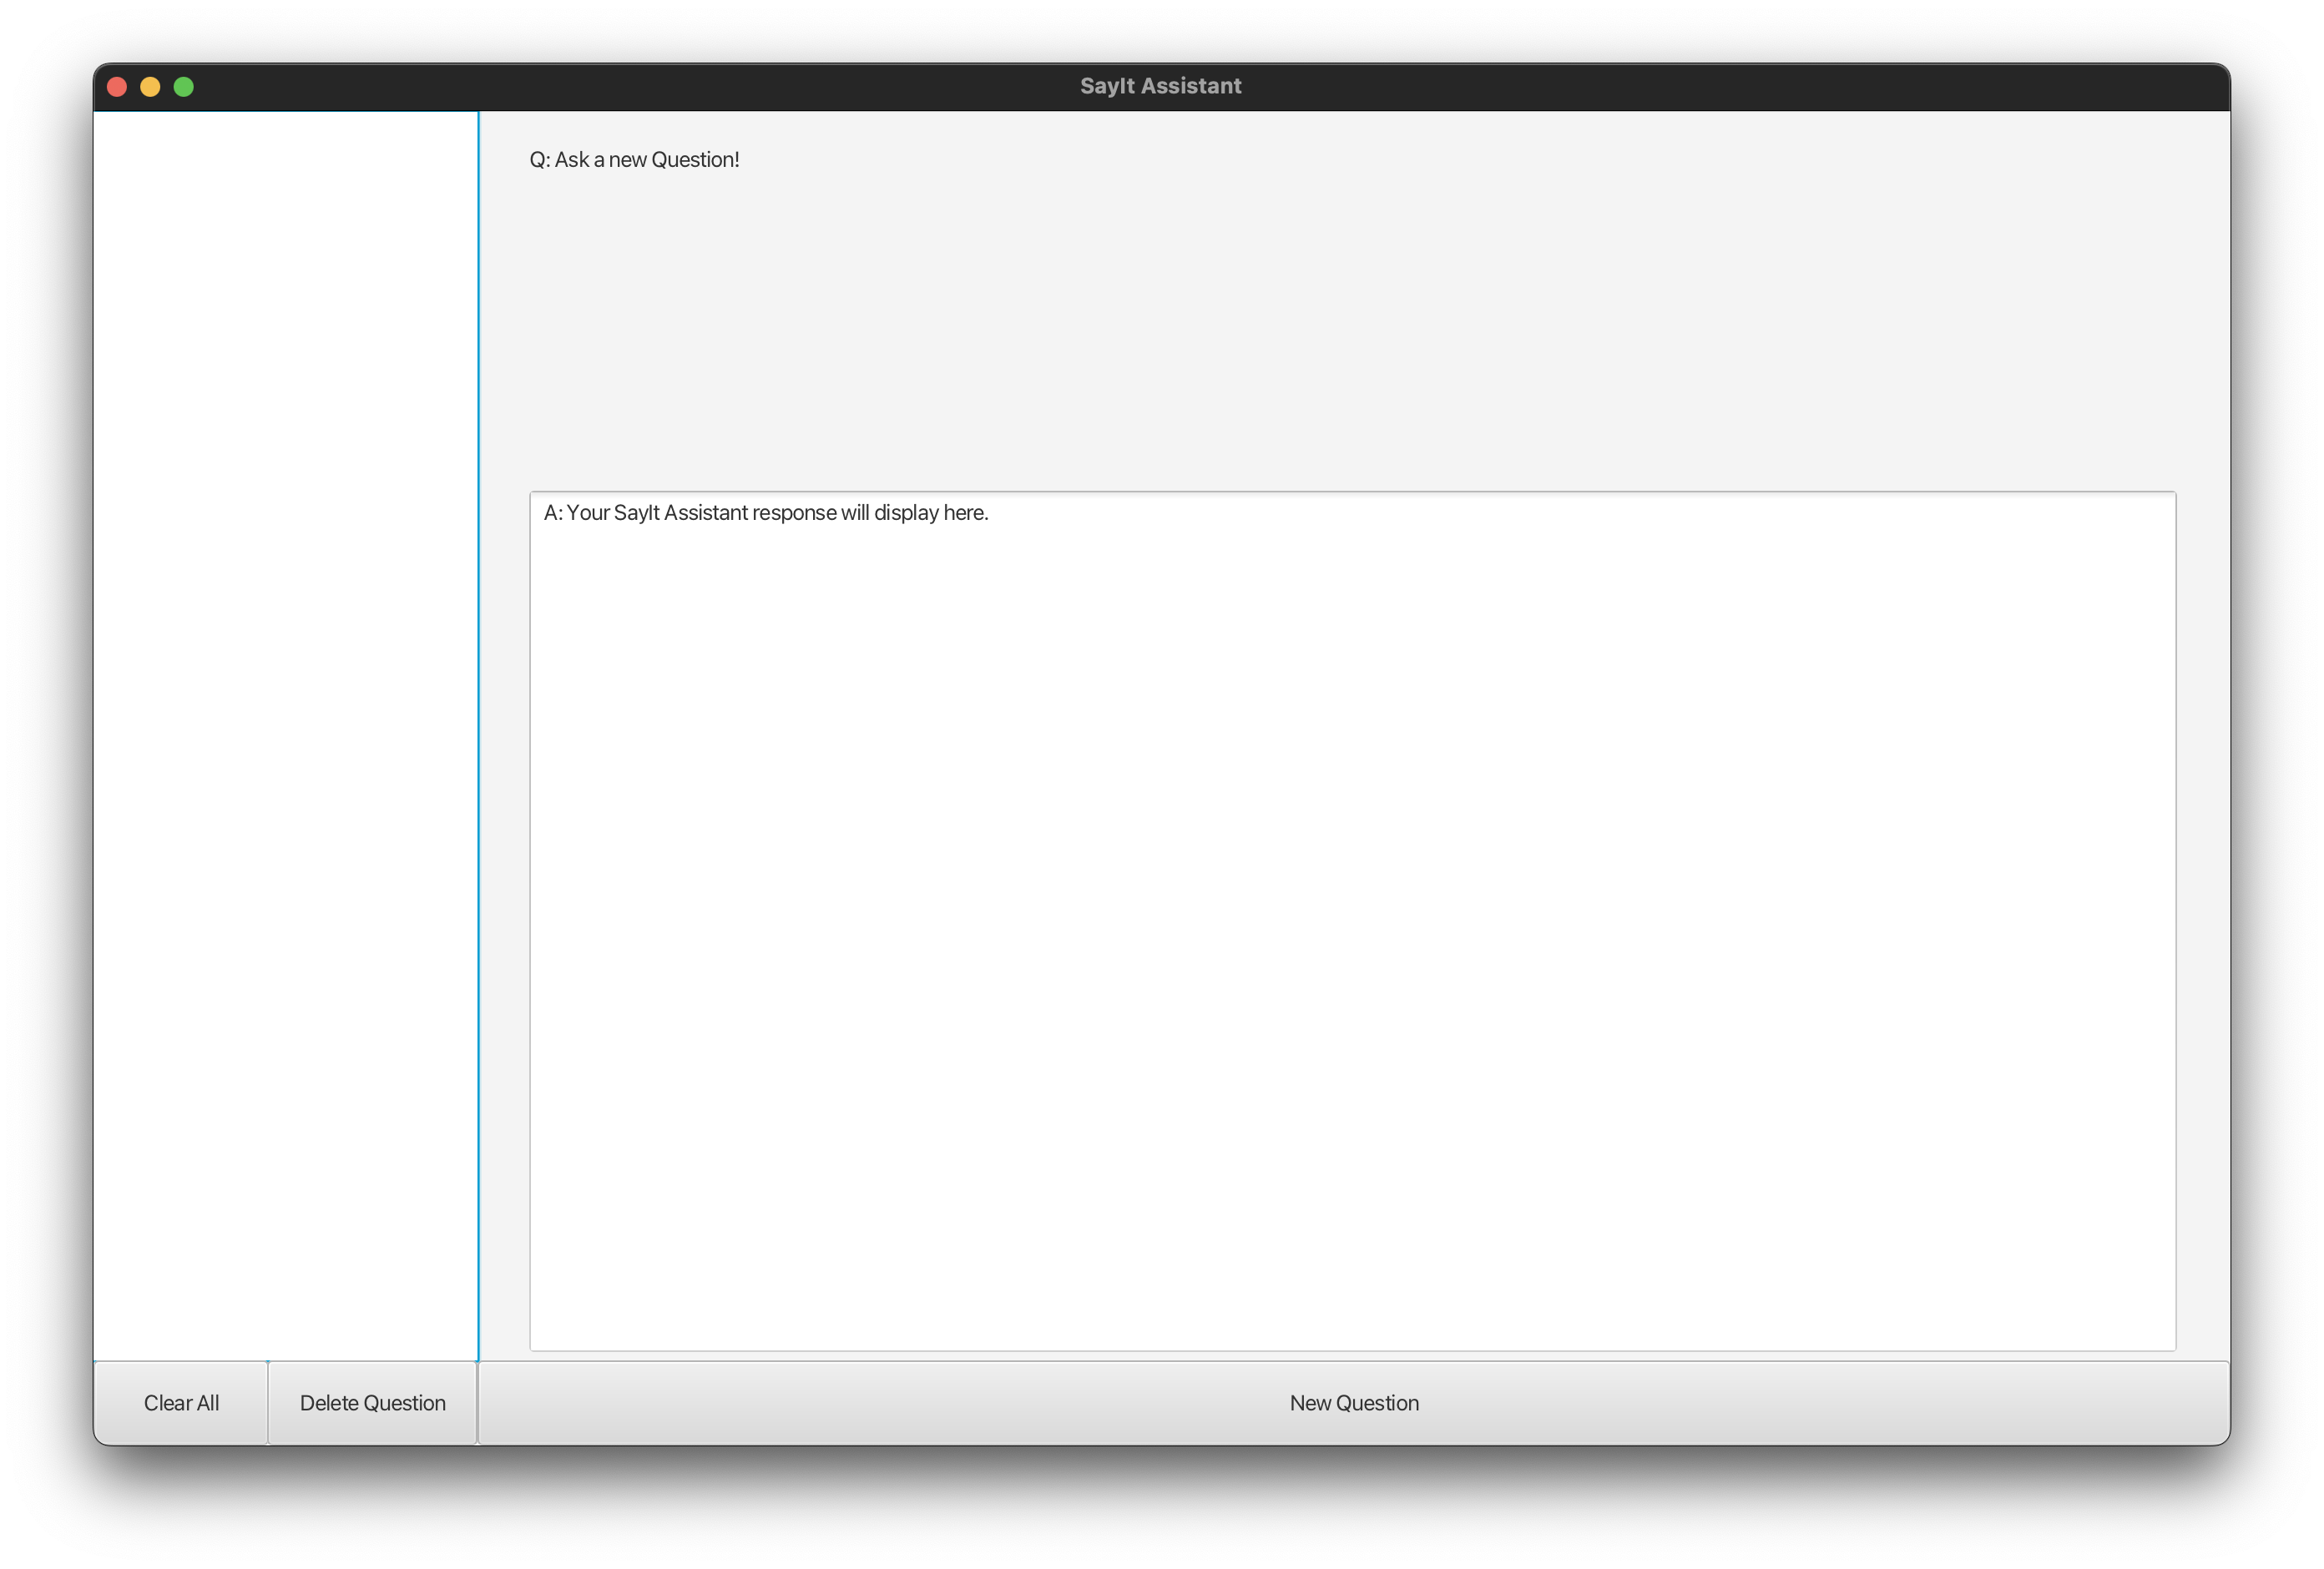 SayIt Assistant
Q: Ask a new Question!
A: Your SayIt Assistant response will display here.
Clear All
Delete Question
New Question